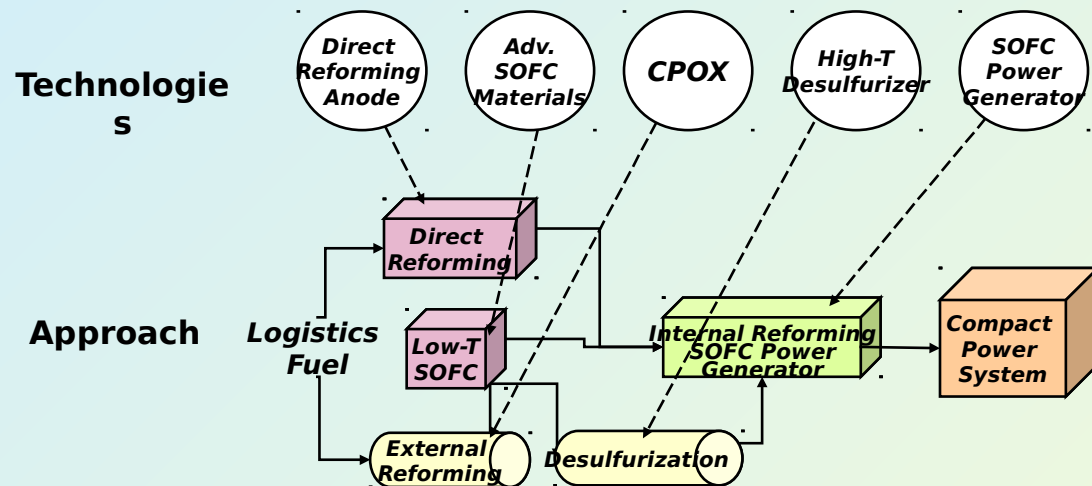 Technologie
s
Direct
Reforming
Anode
Adv.
SOFC
Materials
CPOX
High-T
Desulfurizer
SOFC
Power
Generator
Approach
Logistics
Fuel
Direct
Reforming
Low-T
SOFC
External
Reforming
Desulfurization
Internal Reforming
SOFC Power
Generator
Compact
Power
System